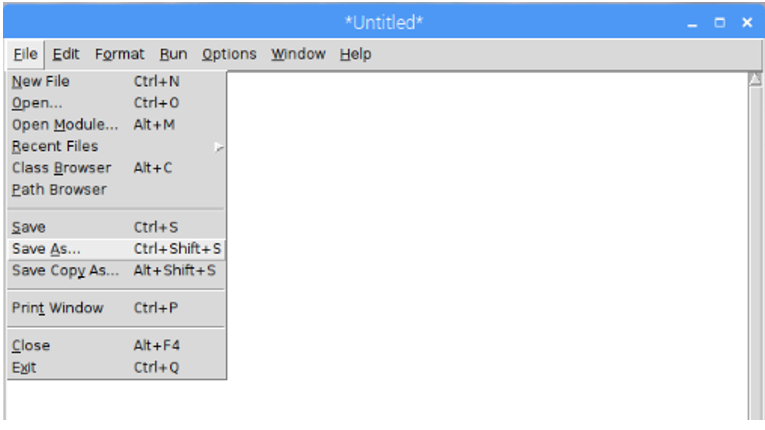 *Untitled*
File Edit Format Run Options Window Help
New File Ctrl+N
Open... Ctrl+O
Open Module... Alt+M
Recent Files
Class Browser Alt+C
Path Browser
Save Ctrl+S
Save As... Ctrl+Shift+S
Save Copy As... Alt+Shift+S
Print Window Ctrl+P
Close Alt+F4
Exit Ctrl+Q